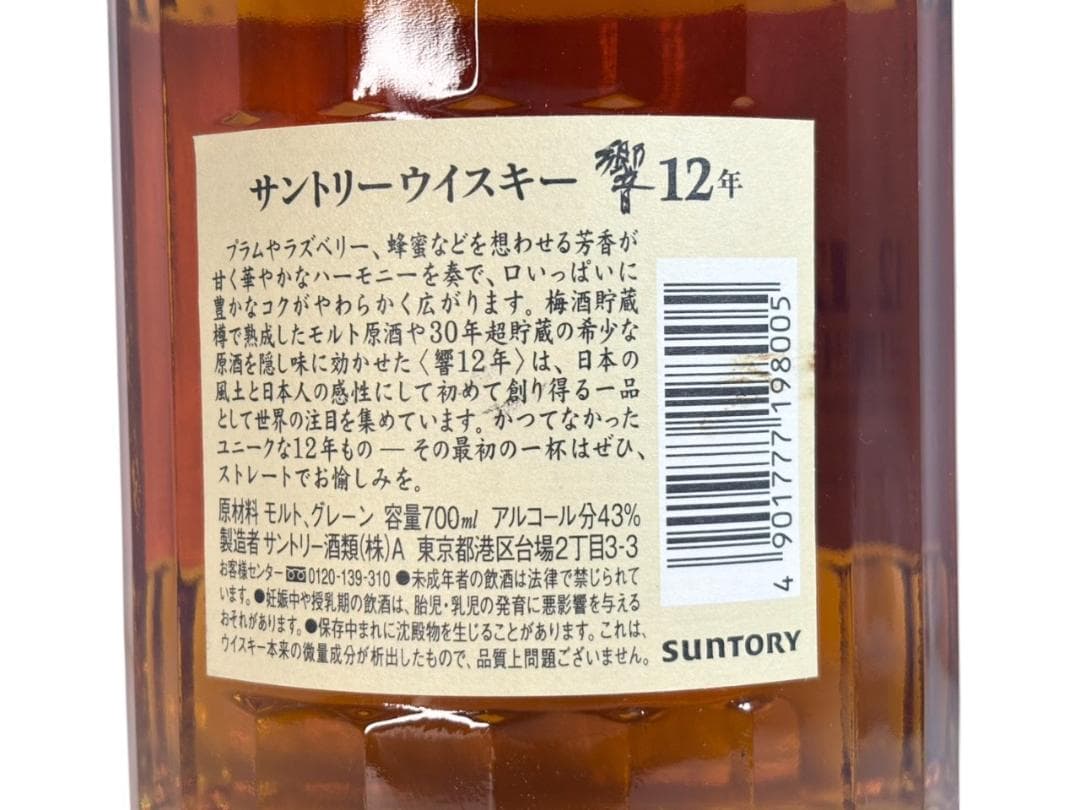 サントリーウイスキー 響 12年
プラムやラズベリー、蜂蜜などを想わせる芳香が
甘く華やかなハーモニーを奏で、口いっぱいに
豊かなコクがやわらかく広がります。梅酒貯蔵
樽で熟成したモルト原酒や30年超貯蔵の希少な
原酒を隠し味に効かせた〈響12年〉は、日本の
風土と日本人の感性にして初めて創り得る一品
として世界の注目を集めています。かつてなかった
ユニークな12年もの — その最初の一杯はぜひ、
ストレートでお愉しみを。
原材料 モルト、グレーン 容量700ml アルコール分43%
製造者 サントリー酒類(株)A 東京都港区台場2丁目3-3
お客様センター 0120-139-310 ●未成年者の飲酒は法律で禁じられて
います。●妊娠中や授乳期の飲酒は、胎児・乳児の発育に悪影響を与える
おそれがあります。●保存中まれに沈殿物を生じることがあります。これは、
ウイスキー本来の微量成分が析出したもので、品質上問題ございません。
4 901777 198005
SUNTORY